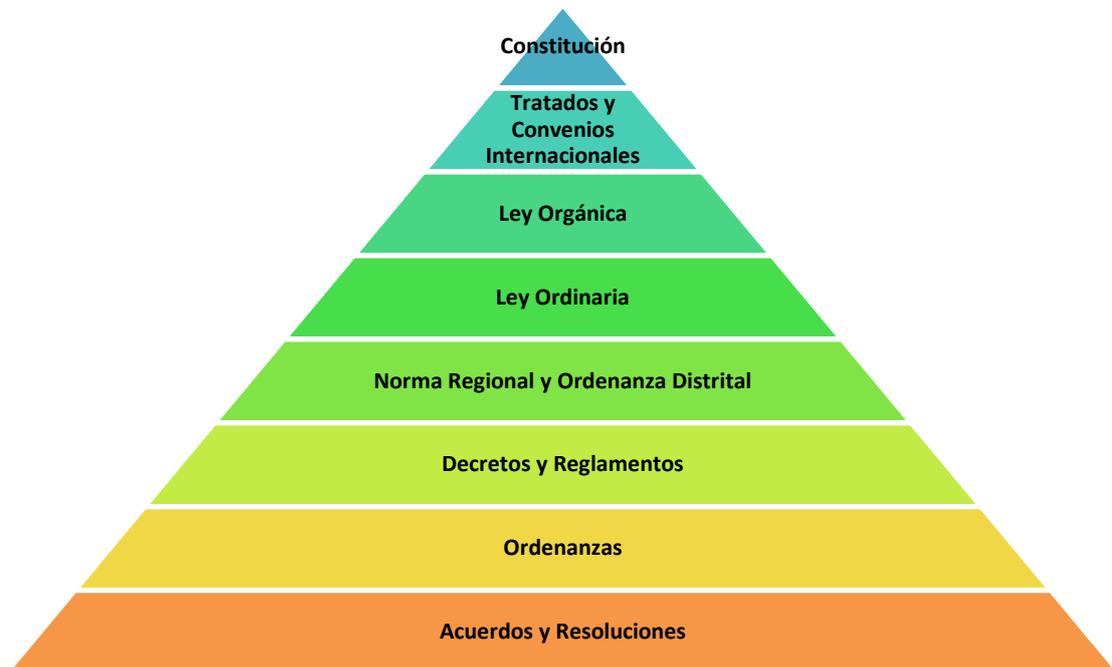 Constitución
Tratados y
Convenios
Internacionales
Ley Orgánica
Ley Ordinaria
Norma Regional y Ordenanza Distrital
Decretos y Reglamentos
Ordenanzas
Acuerdos y Resoluciones